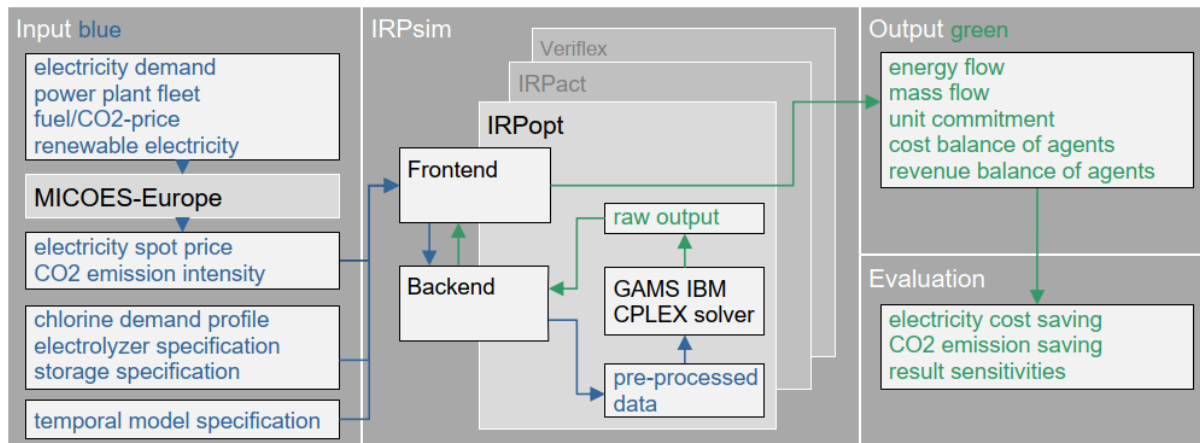 Input blue
electricity demand
power plant fleet
fuel/CO2-price
renewable electricity
MICOES-Europe
electricity spot price
CO2 emission intensity
chlorine demand profile
electrolyzer specification
storage specification
temporal model specification
IRPsim
Veriflex
IRPact
IRPopt
Frontend
Backend
raw output
GAMS IBM
CPLEX solver
pre-processed
data
Output green
energy flow
mass flow
unit commitment
cost balance of agents
revenue balance of agents
Evaluation
electricity cost saving
CO2 emission saving
result sensitivities